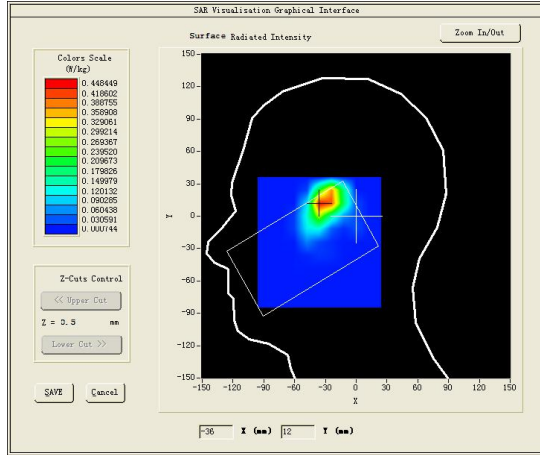 SAR Visualisation Graphical Interface
Surface Radiated Intensity
Zoom In/Out
Colors Scale
(W/kg)
0.448449
0.418602
0.388755
0.358908
0.329061
0.299214
0.269367
0.239520
0.209673
0.179826
0.149979
0.120132
0.090285
0.060438
0.030591
0.000744
Z-Cuts Control
<< Upper Cut
Z = 3.5 mm
Lower Cut >>
SAVE
Cancel
150
120
90
60
30
0
-30
-60
-90
-120
-150
Y
-150 -120 -90 -60 -30 0 30 60 90 120 150
X
-36 X (mm) 12 Y (mm)